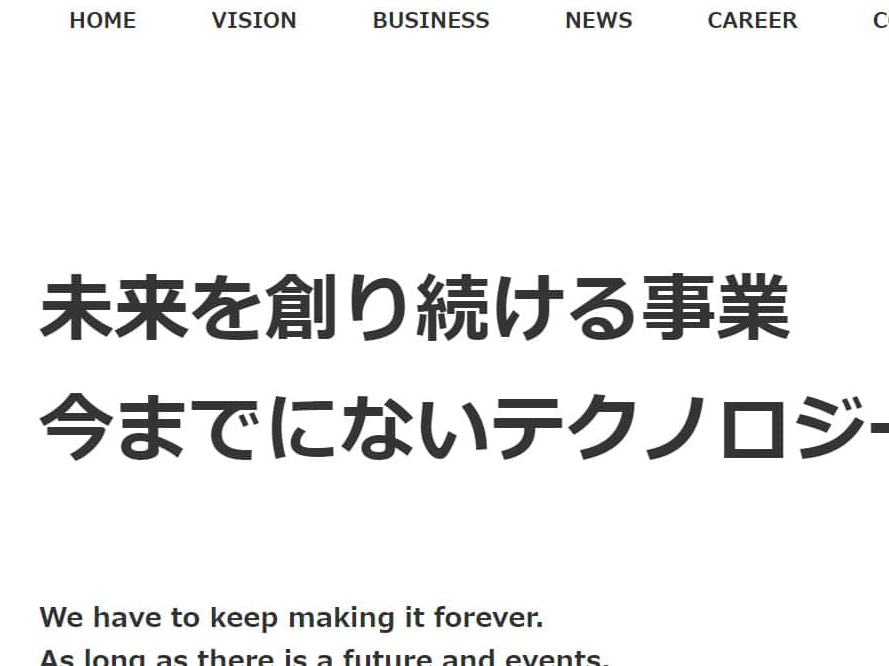 HOME VISION BUSINESS NEWS CAREER
未来を創り続ける事業
今までにないテクノロジー
We have to keep making it forever.
As long as there is a future and events.